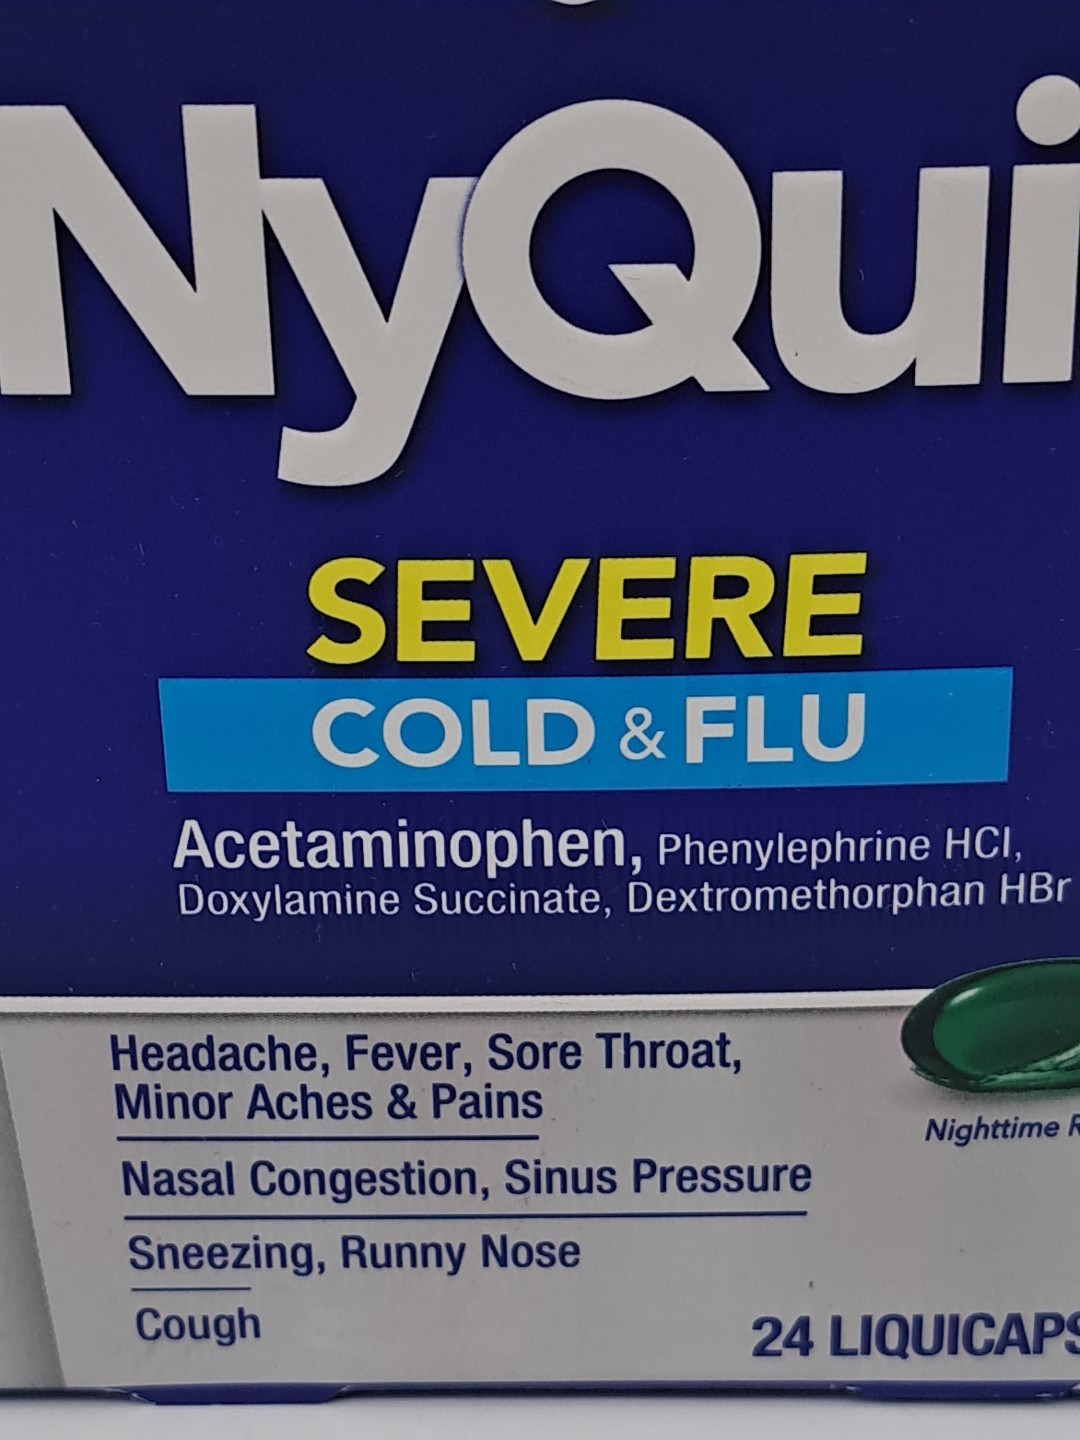 NyQui
SEVERE
COLD & FLU
Acetaminophen, Phenylephrine HCl,
Doxylamine Succinate, Dextromethorphan HBr
Headache, Fever, Sore Throat,
Minor Aches & Pains
Nasal Congestion, Sinus Pressure
Sneezing, Runny Nose
Cough
Nighttime R
24 LIQUICAPS